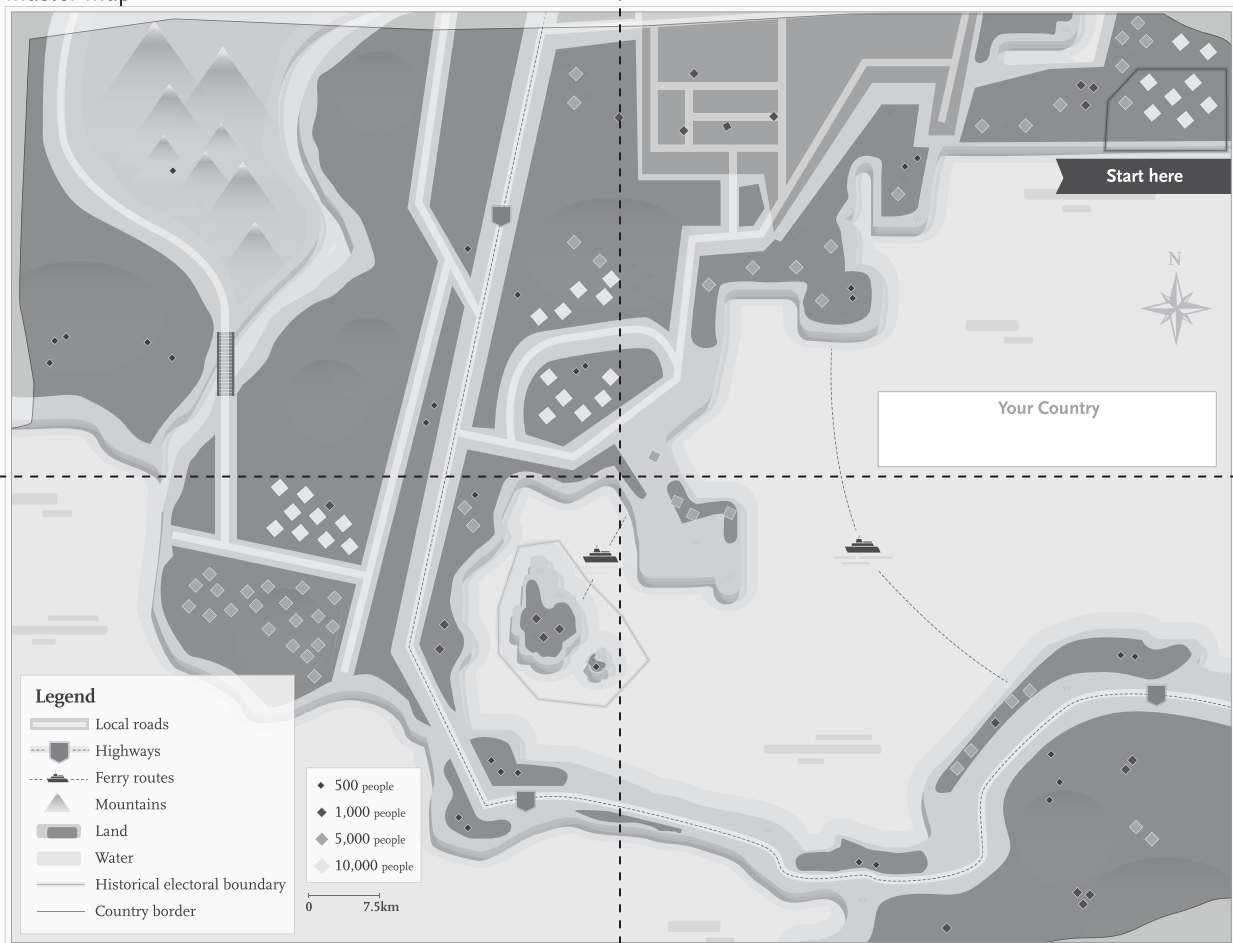 master map
Start here
N
Your Country
Legend
Local roads
Highways
Ferry routes
Mountains
Land
Water
Historical electoral boundary
Country border
500 people
1,000 people
5,000 people
10,000 people
0 7.5km